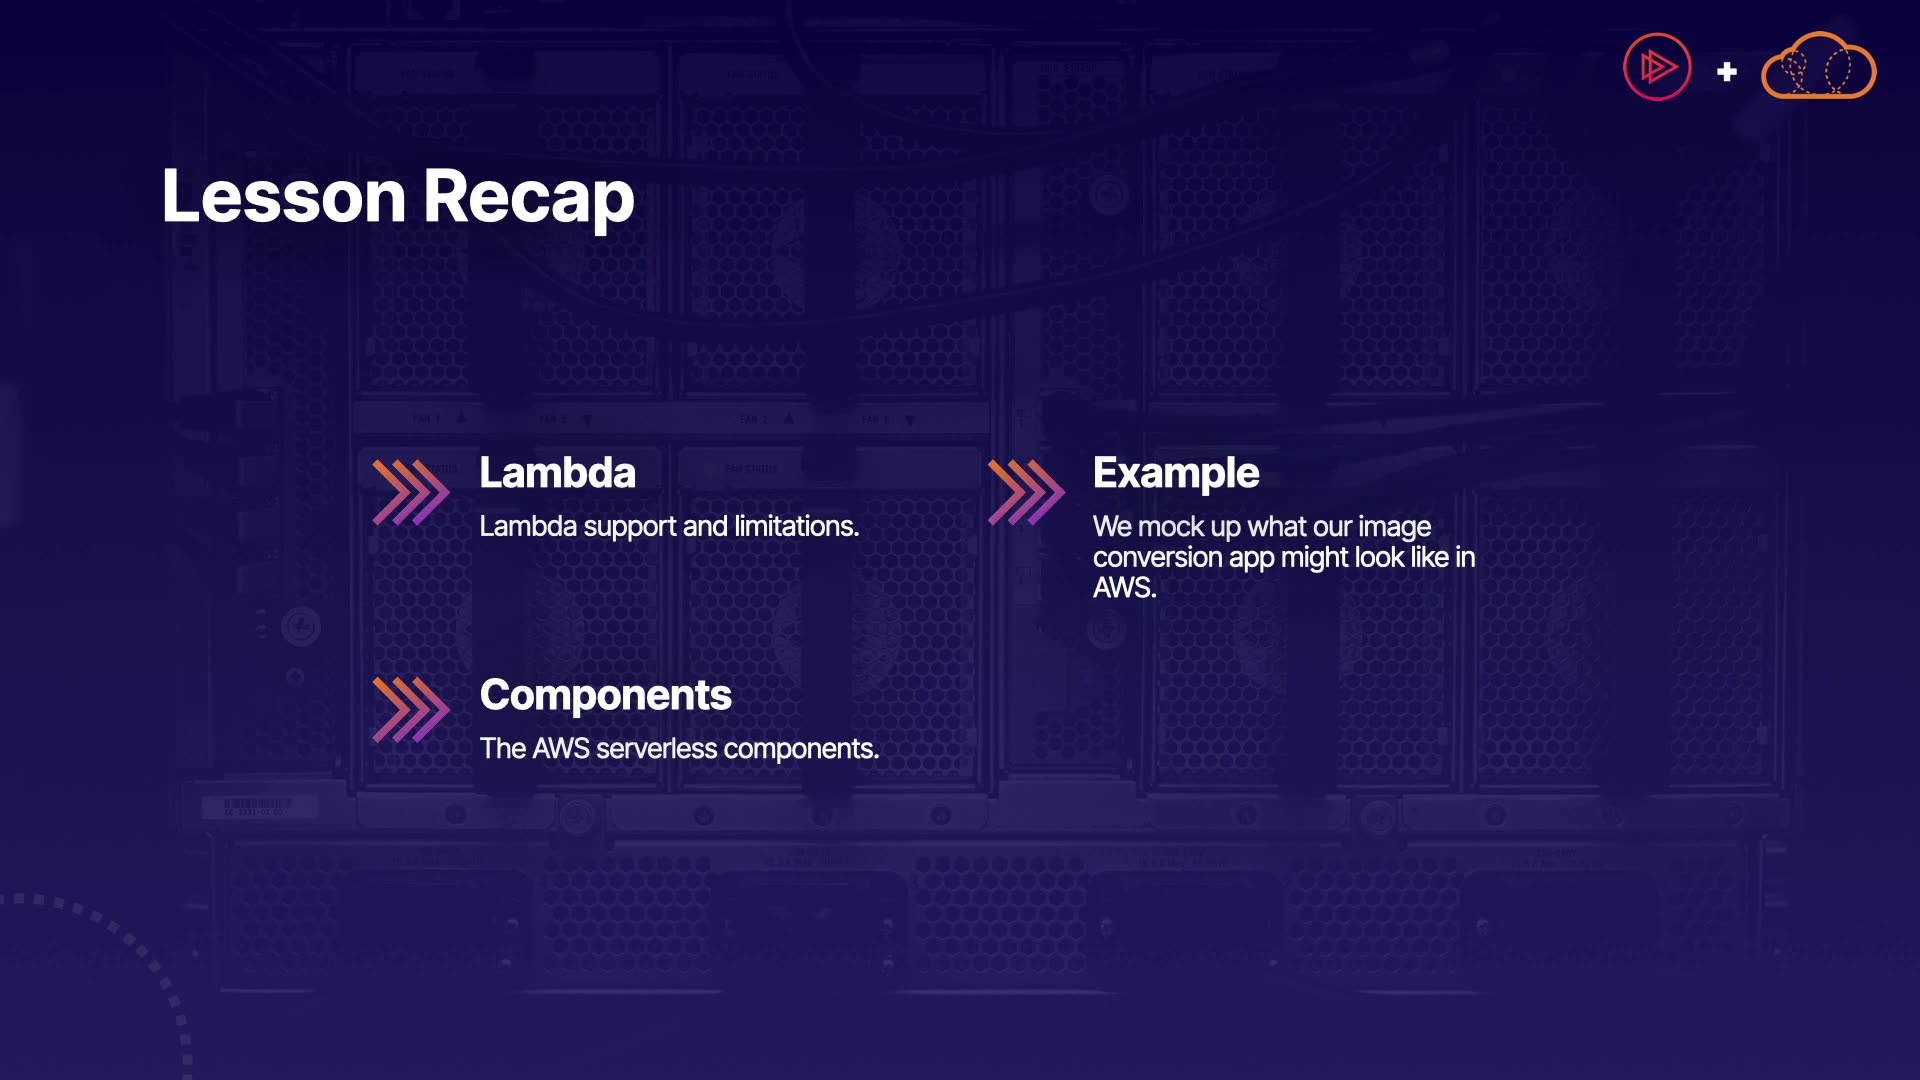 Lesson Recap
Lambda
Lambda support and limitations.
Components
The AWS serverless components.
Example
We mock up what our image
conversion app might look like in
AWS.